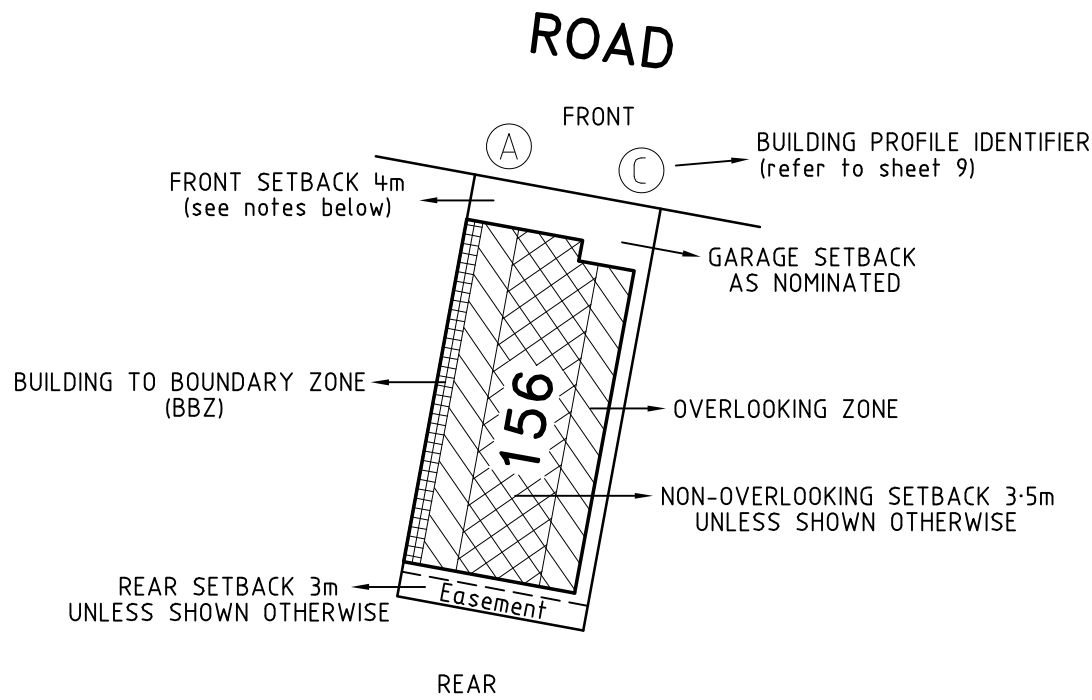 ROAD
FRONT
A
C
BUILDING PROFILE IDENTIFIER
(refer to sheet 9)
FRONT SETBACK 4m
(see notes below)
GARAGE SETBACK
AS NOMINATED
BUILDING TO BOUNDARY ZONE
(BBZ)
156
OVERLOOKING ZONE
NON-OVERLOOKING SETBACK 3·5m
UNLESS SHOWN OTHERWISE
REAR SETBACK 3m
UNLESS SHOWN OTHERWISE
Easement
REAR